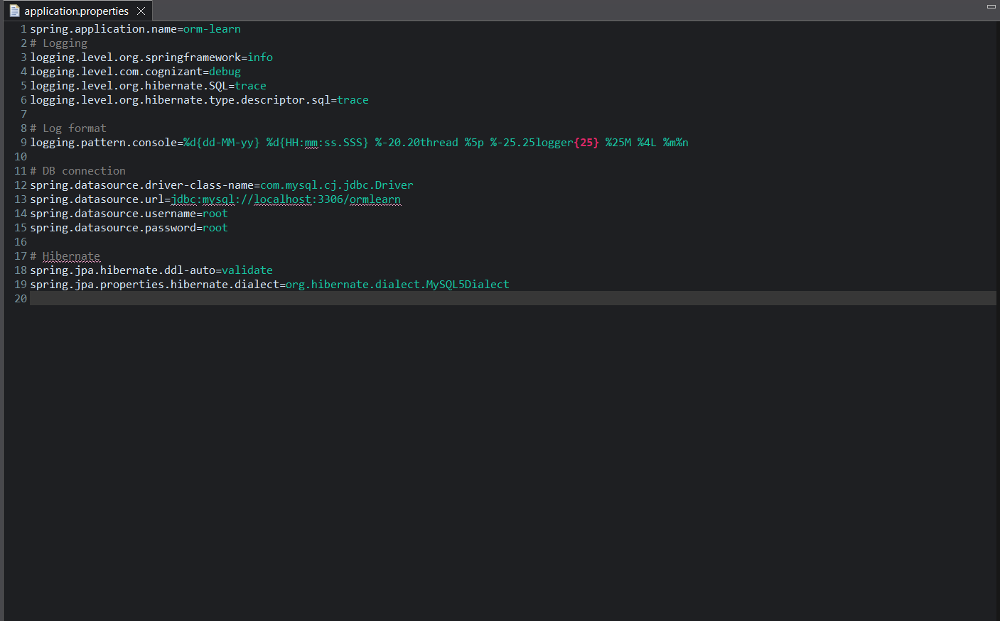 application.properties
1 spring.application.name=orm-learn
2 # Logging
3 logging.level.org.springframework=info
4 logging.level.com.cognizant=debug
5 logging.level.org.hibernate.SQL=trace
6 logging.level.org.hibernate.type.descriptor.sql=trace
7
8 # Log format
9 logging.pattern.console=%d{dd-MM-yy} %d{HH:mm:ss.SSS} %-20.20thread %5p %-25.25logger{25} %25M %4L %m%n
10
11 # DB connection
12 spring.datasource.driver-class-name=com.mysql.cj.jdbc.Driver
13 spring.datasource.url=jdbc:mysql://localhost:3306/ormlearn
14 spring.datasource.username=root
15 spring.datasource.password=root
16
17 # Hibernate
18 spring.jpa.hibernate.ddl-auto=validate
19 spring.jpa.properties.hibernate.dialect=org.hibernate.dialect.MySQL5Dialect
20